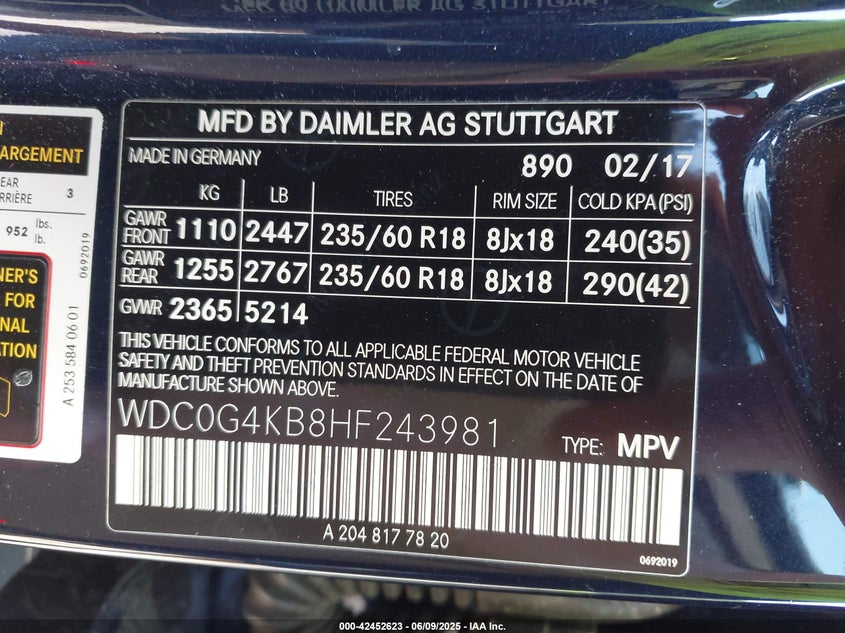 MFD BY DAIMLER AG STUTTGART
MADE IN GERMANY 890 02/17
KG LB TIRES RIM SIZE COLD KPA (PSI)
GAWR FRONT 1110 2447 235/60 R18 8Jx18 240(35)
GAWR REAR 1255 2767 235/60 R18 8Jx18 290(42)
GVWR 2365 5214
THIS VEHICLE CONFORMS TO ALL APPLICABLE FEDERAL MOTOR VEHICLE
SAFETY AND THEFT PREVENTION STANDARDS IN EFFECT ON THE DATE OF
MANUFACTURE SHOWN ABOVE.
WDC0G4KB8HF243981
TYPE: MPV
A 204 817 78 20
0692019
ARGEMENT
3
952 lbs.
lb.
0692019
NER'S
FOR
NAL
ATION
A 253 584 06 01
000-42452623 - 06/09/2025 - IAA Inc.